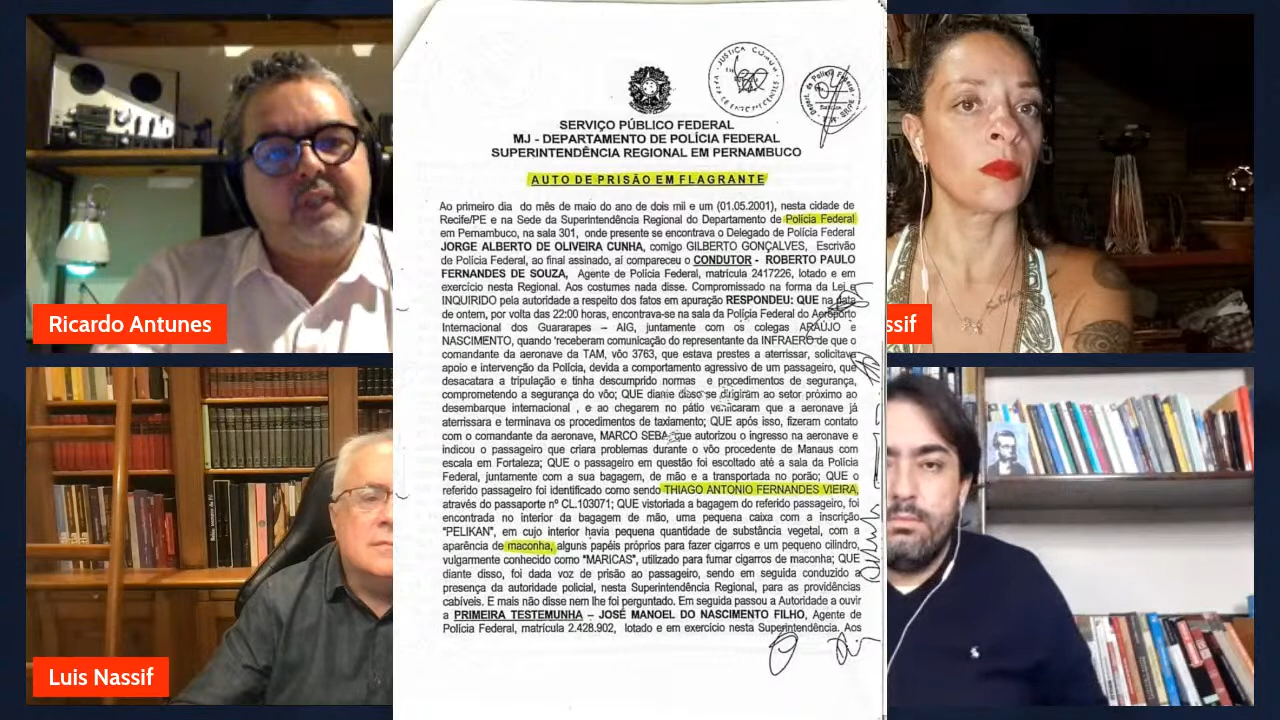 SERVIÇO PÚBLICO FEDERAL
MJ - DEPARTAMENTO DE POLÍCIA FEDERAL
SUPERINTENDÊNCIA REGIONAL EM PERNAMBUCO
AUTO DE PRISÃO EM FLAGRANTE
Ao primeiro dia do mês de maio do ano de dois mil e um (01.05.2001), nesta cidade de
Recife/PE e na Sede da Superintendência Regional do Departamento de Polícia Federal
em Pernambuco, na sala 301, onde presente se encontrava o Delegado de Polícia Federal
JORGE ALBERTO DE OLIVEIRA CUNHA, comigo GILBERTO GONÇALVES, Escrivão
de Polícia Federal, ao final assinado, aí compareceu o CONDUTOR - ROBERTO PAULO
FERNANDES DE SOUZA, Agente de Polícia Federal, matrícula 2417226, lotado e em
exercício nesta Regional. Aos costumes nada disse. Compromissado na forma da Lei e
INQUIRIDO pela autoridade a respeito dos fatos em apuração RESPONDEU: QUE na data
de ontem, por volta das 22:00 horas, encontrava-se na sala da Polícia Federal do Aeroporto
Internacional dos Guararapes – AIG, juntamente com os colegas ARAÚJO e
NASCIMENTO, quando 'receberam comunicação do representante da INFRAERO de que o
comandante da aeronave da TAM, vôo 3763, que estava prestes a aterrissar, solicitava
apoio e intervenção da Polícia, devida a comportamento agressivo de um passageiro, que
desacatara a tripulação e tinha descumprido normas e procedimentos de segurança,
comprometendo a segurança do vôo; QUE diante disso se dirigiram ao setor próximo ao
desembarque internacional , e ao chegarem no pátio verificaram que a aeronave já
aterrissara e terminava os procedimentos de taxiamento; QUE após isso, fizeram contato
com o comandante da aeronave, MARCO SEBA que autorizou o ingresso na aeronave e
indicou o passageiro que criara problemas durante o vôo procedente de Manaus com
escala em Fortaleza; QUE o passageiro em questão foi escoltado até a sala da Polícia
Federal, juntamente com a sua bagagem, de mão e a transportada no porão; QUE o
referido passageiro foi identificado como sendo THIAGO ANTONIO FERNANDES VIEIRA,
através do passaporte nº CL.103071; QUE vistoriada a bagagem do referido passageiro, foi
encontrada no interior da bagagem de mão, uma pequena caixa com a inscrição
"PELIKAN", em cujo interior havia pequena quantidade de substância vegetal, com a
aparência de maconha, alguns papéis próprios para fazer cigarros e um pequeno cilindro,
vulgarmente conhecido como "MARICAS", utilizado para fumar cigarros de maconha; QUE
diante disso, foi dada voz de prisão ao passageiro, sendo em seguida conduzido a
presença da autoridade policial, nesta Superintendência Regional, para as providências
cabíveis. E mais não disse nem lhe foi perguntado. Em seguida passou a Autoridade a ouvir
a PRIMEIRA TESTEMUNHA – JOSÉ MANOEL DO NASCIMENTO FILHO, Agente de
Polícia Federal, matrícula 2.428.902, lotado e em exercício nesta Superintendência. Aos
Ricardo Antunes
ssif
Luis Nassif